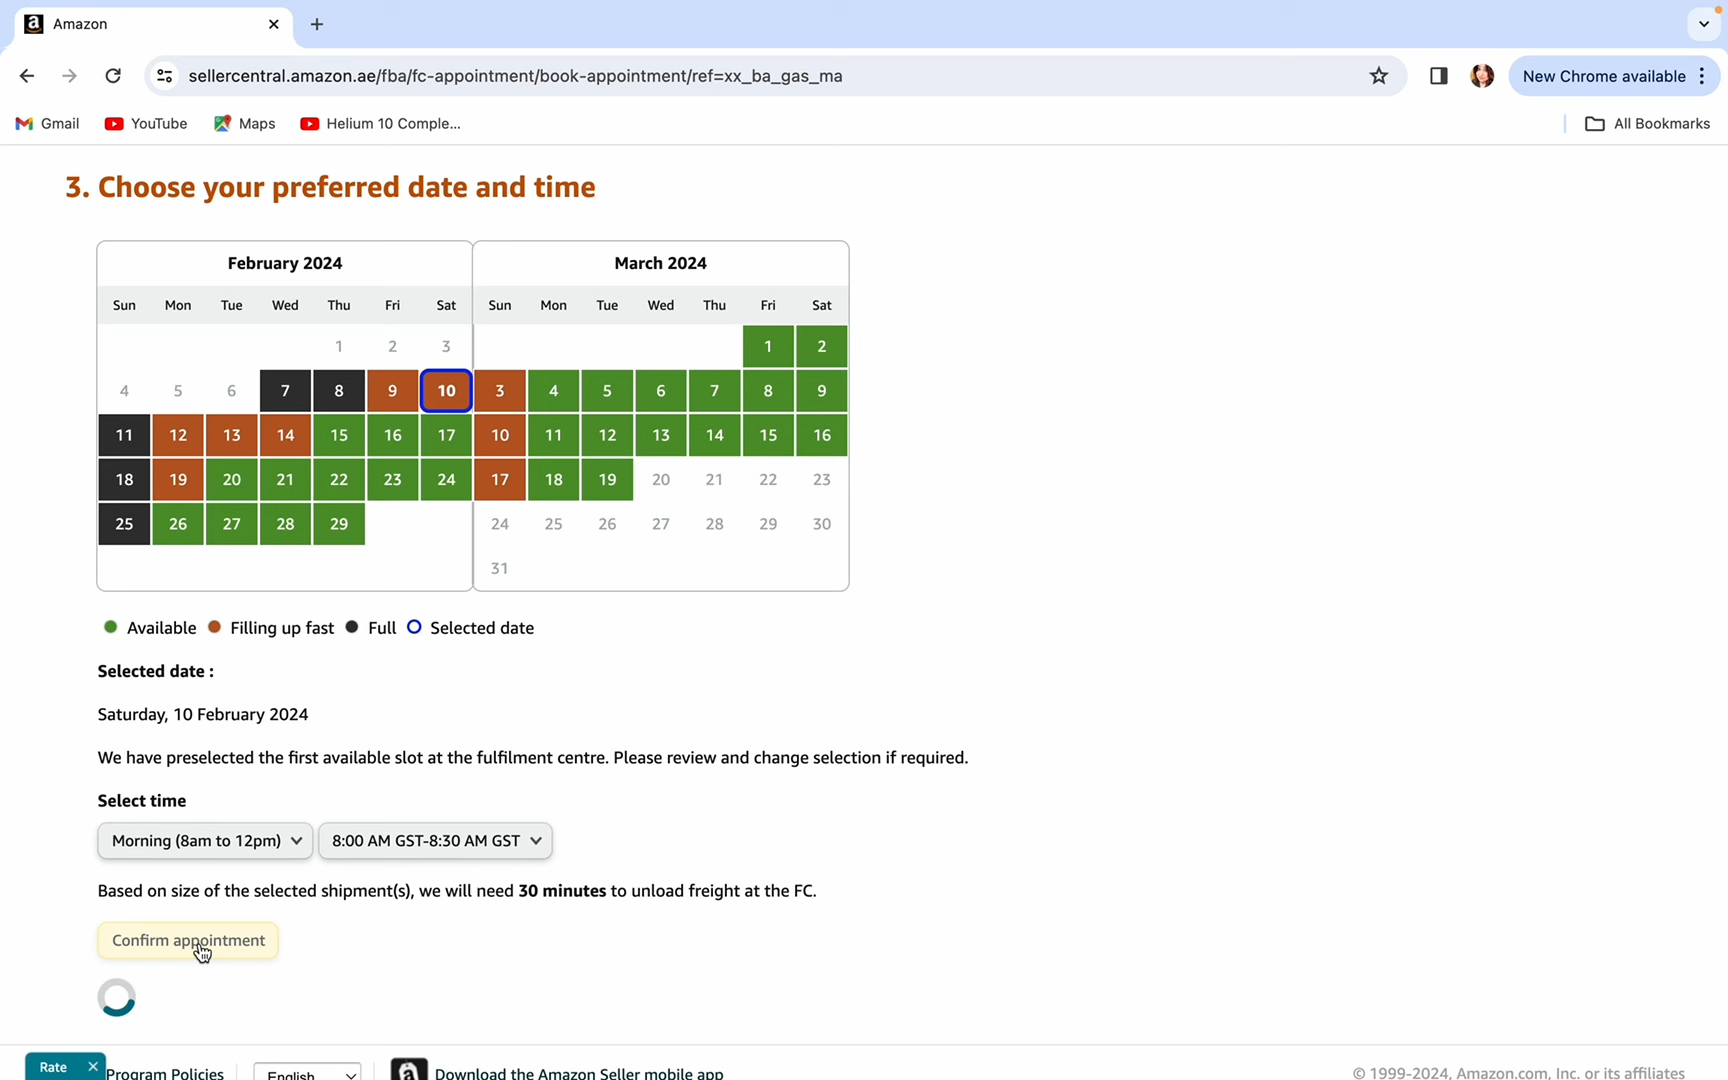 Amazon
sellercentral.amazon.ae/fba/fc-appointment/book-appointment/ref=xx_ba_gas_ma
New Chrome available
Gmail YouTube Maps Helium 10 Comple... All Bookmarks
3. Choose your preferred date and time
February 2024 March 2024
Sun Mon Tue Wed Thu Fri Sat Sun Mon Tue Wed Thu Fri Sat
1 2 3 1 2
4 5 6 7 8 9 10 3 4 5 6 7 8 9
11 12 13 14 15 16 17 10 11 12 13 14 15 16
18 19 20 21 22 23 24 17 18 19 20 21 22 23
25 26 27 28 29 24 25 26 27 28 29 30
31
Available Filling up fast Full Selected date
Selected date :
Saturday, 10 February 2024
We have preselected the first available slot at the fulfilment centre. Please review and change selection if required.
Select time
Morning (8am to 12pm) 8:00 AM GST-8:30 AM GST
Based on size of the selected shipment(s), we will need 30 minutes to unload freight at the FC.
Confirm appointment
Rate Program Policies English Download the Amazon Seller mobile app © 1999-2024, Amazon.com, Inc. or its affiliates